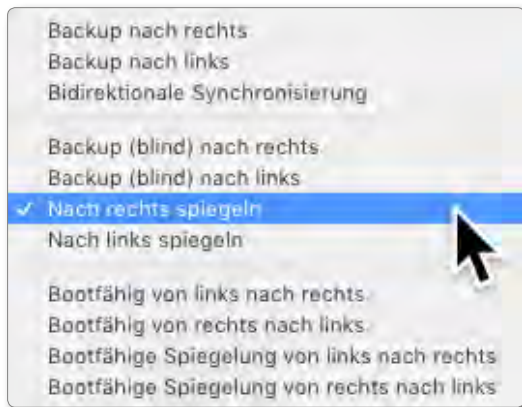 Backup nach rechts
Backup nach links
Bidirektionale Synchronisierung
Backup (blind) nach rechts
Backup (blind) nach links
✓ Nach rechts spiegeln
Nach links spiegeln
Bootfähig von links nach rechts
Bootfähig von rechts nach links
Bootfähige Spiegelung von links nach rechts
Bootfähige Spiegelung von rechts nach links